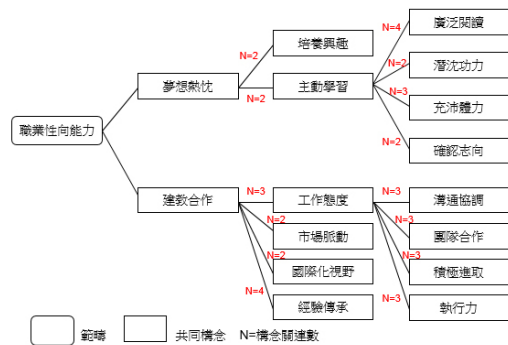 N=4
廣泛閱讀
培養興趣
N=2
N=2
潛沈功力
夢想熱忱
N=2
主動學習
N=3
充沛體力
職業性向能力
N=2
確認志向
建教合作
N=3
工作態度
N=3
溝通協調
N=2
市場脈動
N=3
團隊合作
N=2
國際化視野
N=3
積極進取
N=4
經驗傳承
N=3
執行力
範疇 共同構念 N=構念關連數